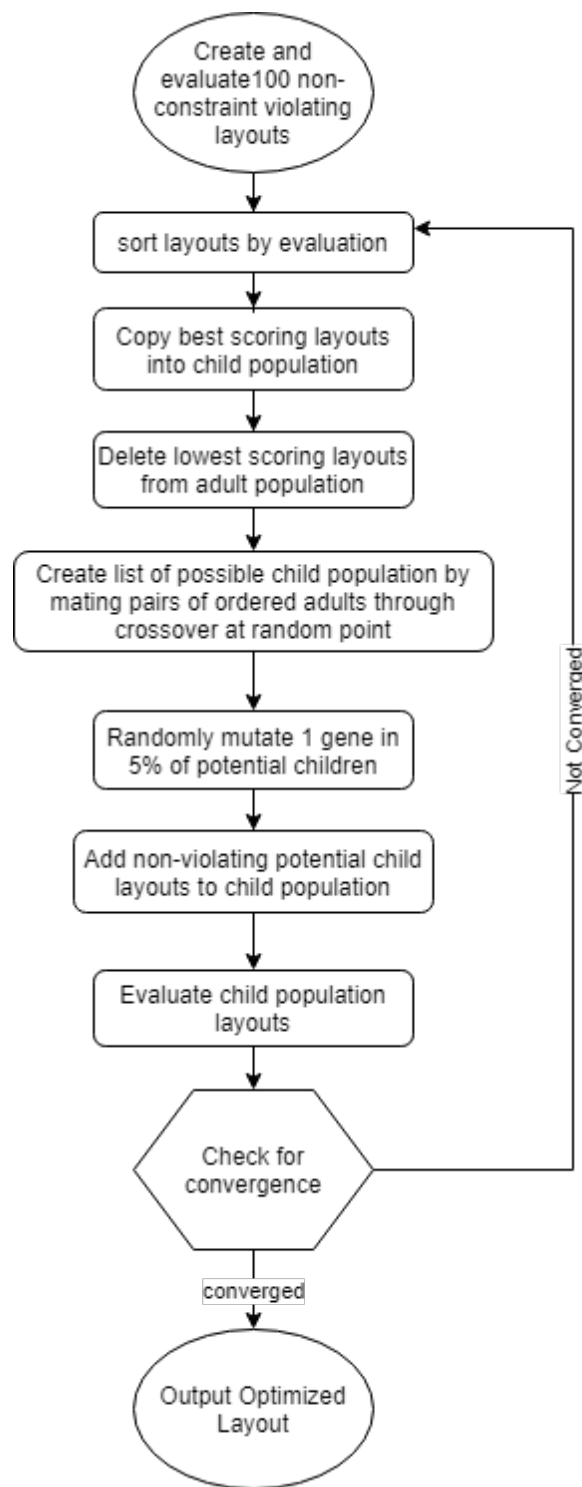 Create and
evaluate100 non-
constraint violating
layouts
sort layouts by evaluation
Copy best scoring layouts
into child population
Delete lowest scoring layouts
from adult population
Create list of possible child population by
mating pairs of ordered adults through
crossover at random point
Randomly mutate 1 gene in
5% of potential children
Add non-violating potential child
layouts to child population
Evaluate child population
layouts
Check for
convergence
Not Converged
converged
Output Optimized
Layout